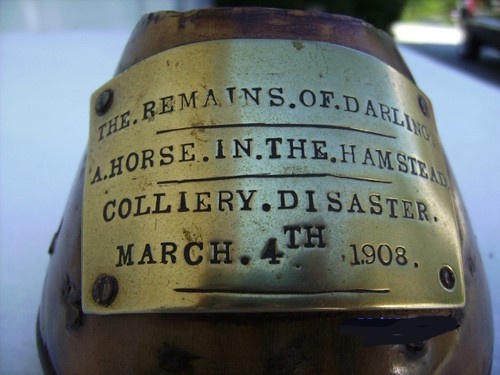 THE.REMAINS.OF.DARLING.
A.HORSE.IN.THE.HAMSTEAD
COLLIERY.DISASTER.
MARCH.4TH 1908.